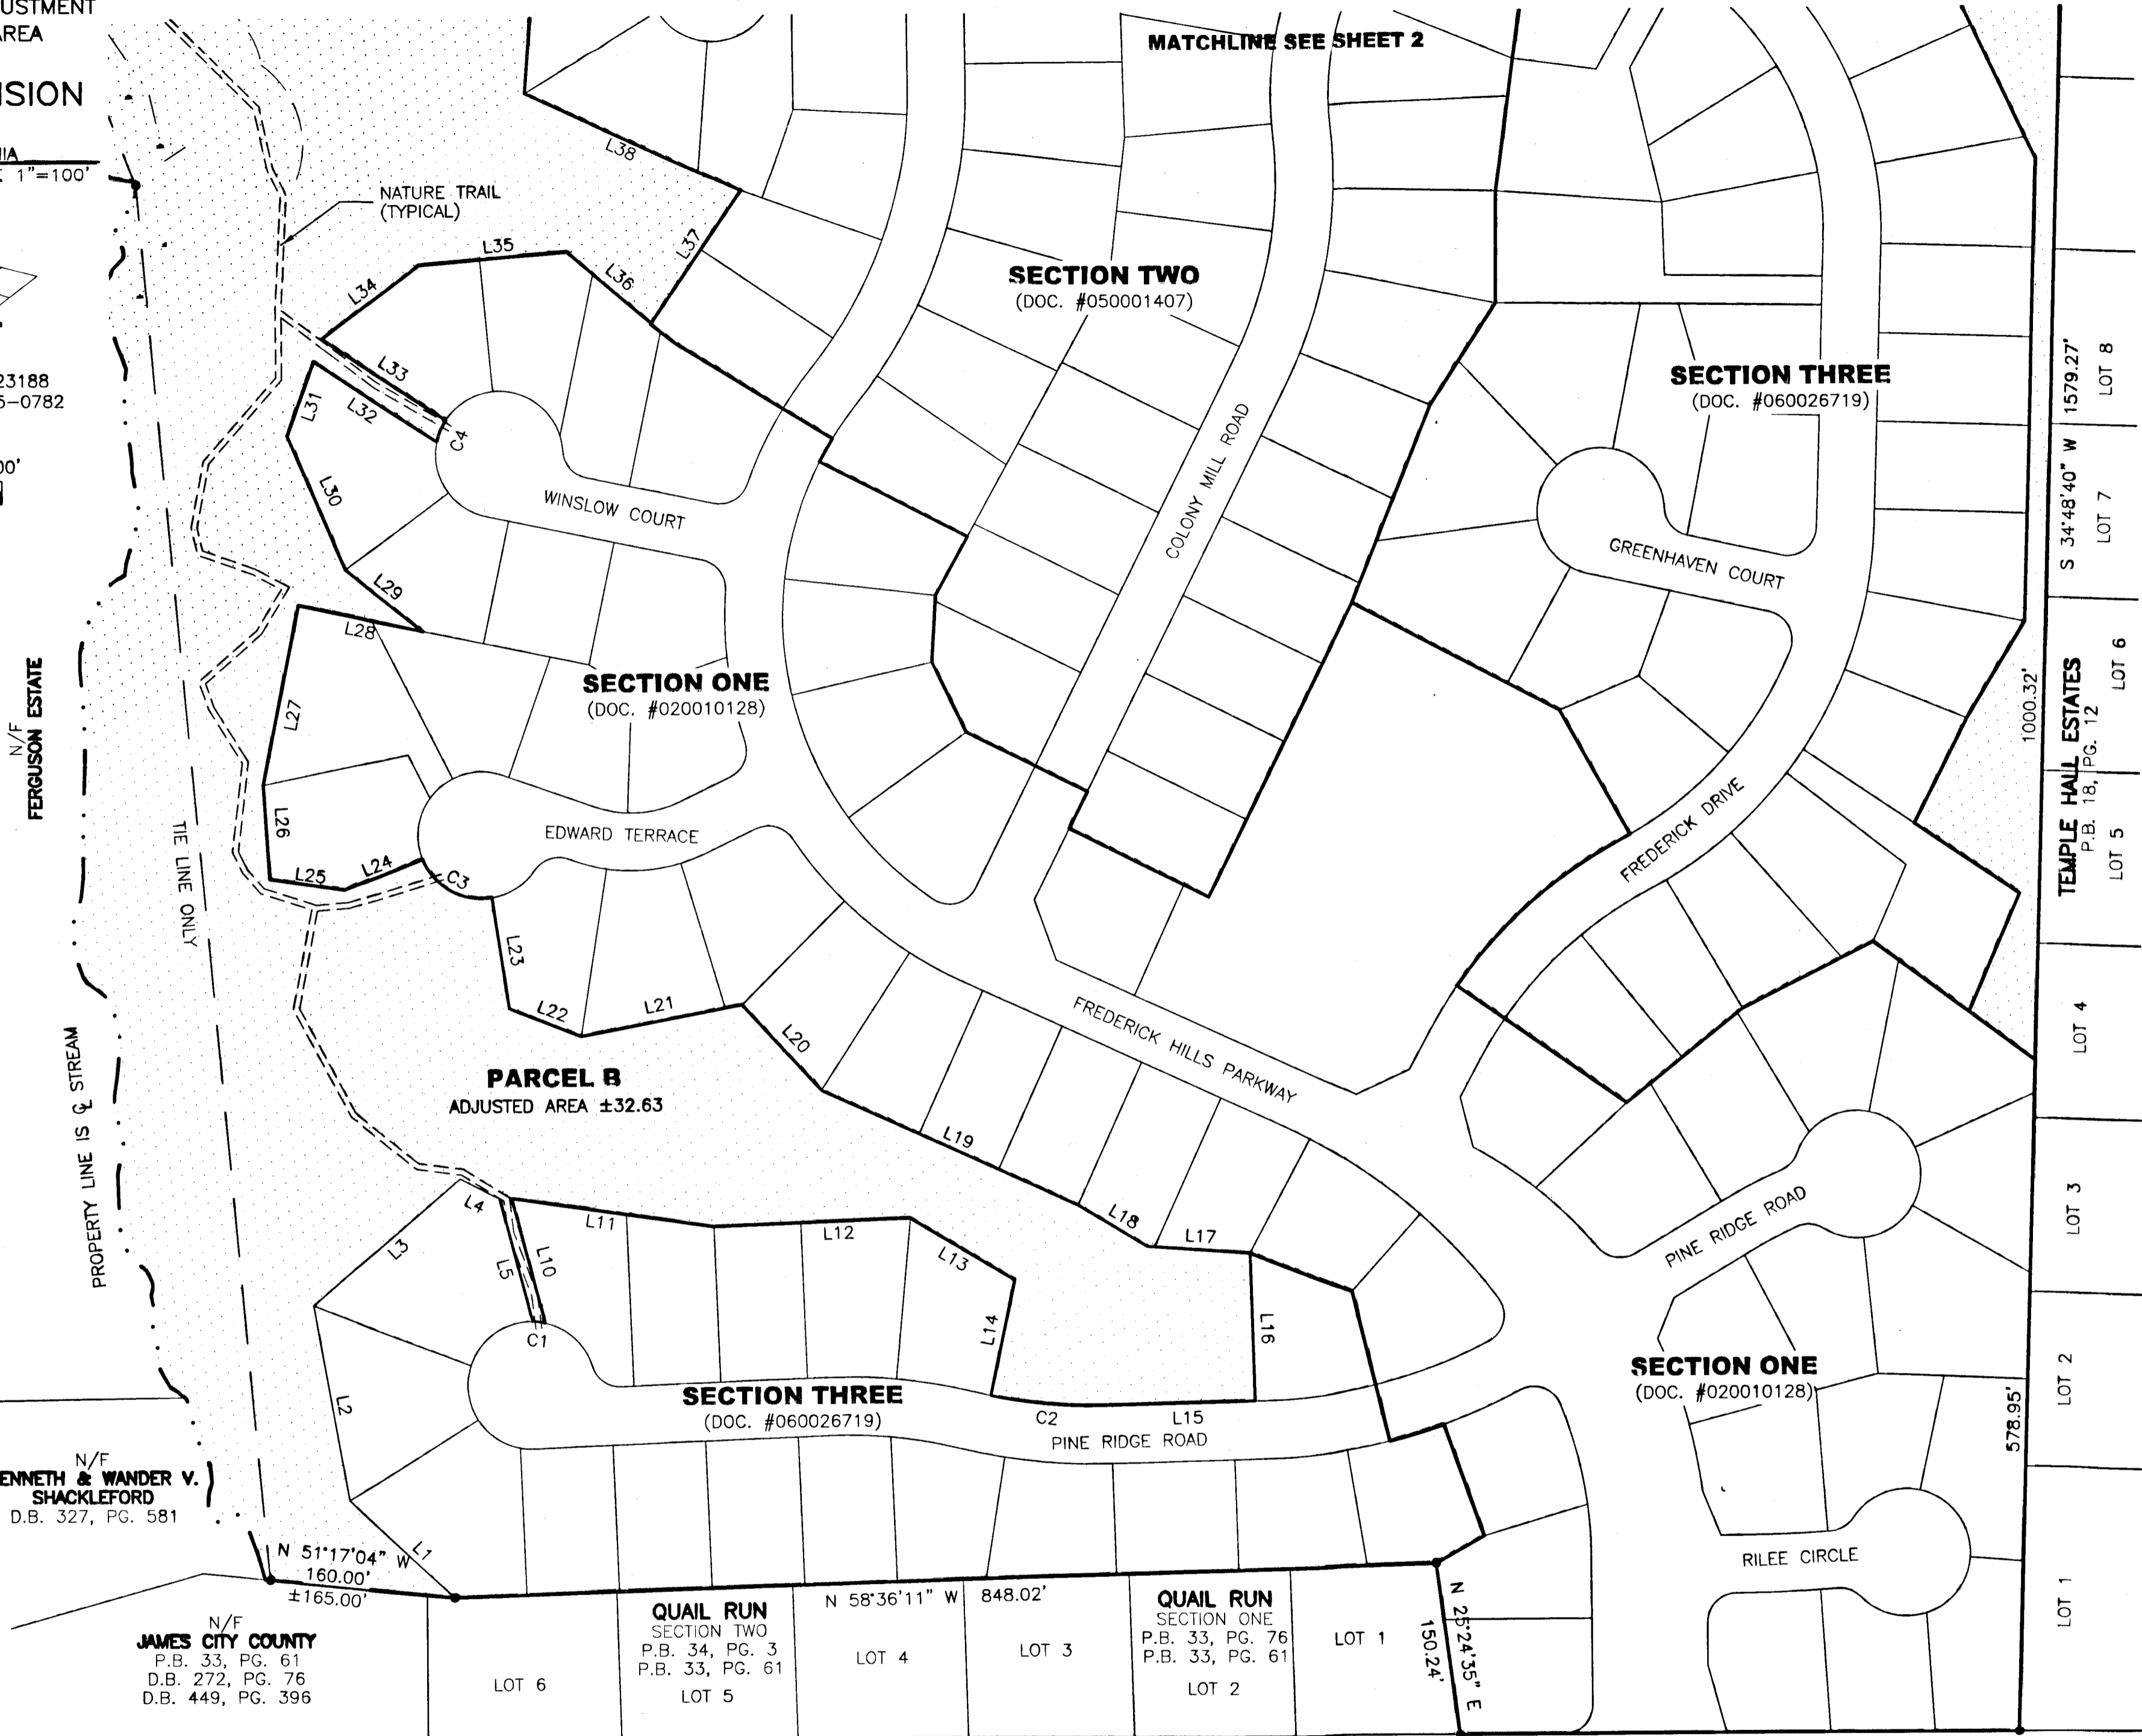 USTMENT
AREA
ISION
NIA
1"=100'
23188
5-0782
00'
MATCHLINE SEE SHEET 2
NATURE TRAIL
(TYPICAL)
L38
L37
L35
L36
L34
L33
L32
L31
C4
L30
L29
L28
L27
L26
L25
L24
C3
L23
L22
L21
L20
L19
L18
L17
L16
L15
C2
L14
L13
L12
L11
L10
L5
C1
L4
L3
L2
L1
SECTION TWO
(DOC. #050001407)
SECTION THREE
(DOC. #060026719)
WINSLOW COURT
COLONY MILL ROAD
GREENHAVEN COURT
SECTION ONE
(DOC. #020010128)
EDWARD TERRACE
FREDERICK DRIVE
FREDERICK HILLS PARKWAY
PARCEL B
ADJUSTED AREA ±32.63
N/F
FERGUSON ESTATE
TIE LINE ONLY
PROPERTY LINE IS ℄ STREAM
PINE RIDGE ROAD
SECTION ONE
(DOC. #020010128)
SECTION THREE
(DOC. #060026719)
PINE RIDGE ROAD
RILEE CIRCLE
S 34°48'40" W 1579.27'
1000.32'
578.95'
TEMPLE HALL ESTATES
P.B. 18, PG. 12
LOT 8
LOT 7
LOT 6
LOT 5
LOT 4
LOT 3
LOT 2
LOT 1
N/F
ENNETH & WANDER V.
SHACKLEFORD
D.B. 327, PG. 581
N 51°17'04" W
160.00'
±165.00'
N/F
JAMES CITY COUNTY
P.B. 33, PG. 61
D.B. 272, PG. 76
D.B. 449, PG. 396
N 58°36'11" W 848.02'
LOT 6
QUAIL RUN
SECTION TWO
P.B. 34, PG. 3
P.B. 33, PG. 61
LOT 5
LOT 4
LOT 3
QUAIL RUN
SECTION ONE
P.B. 33, PG. 76
P.B. 33, PG. 61
LOT 2
LOT 1
N 25°24'35" E
150.24'